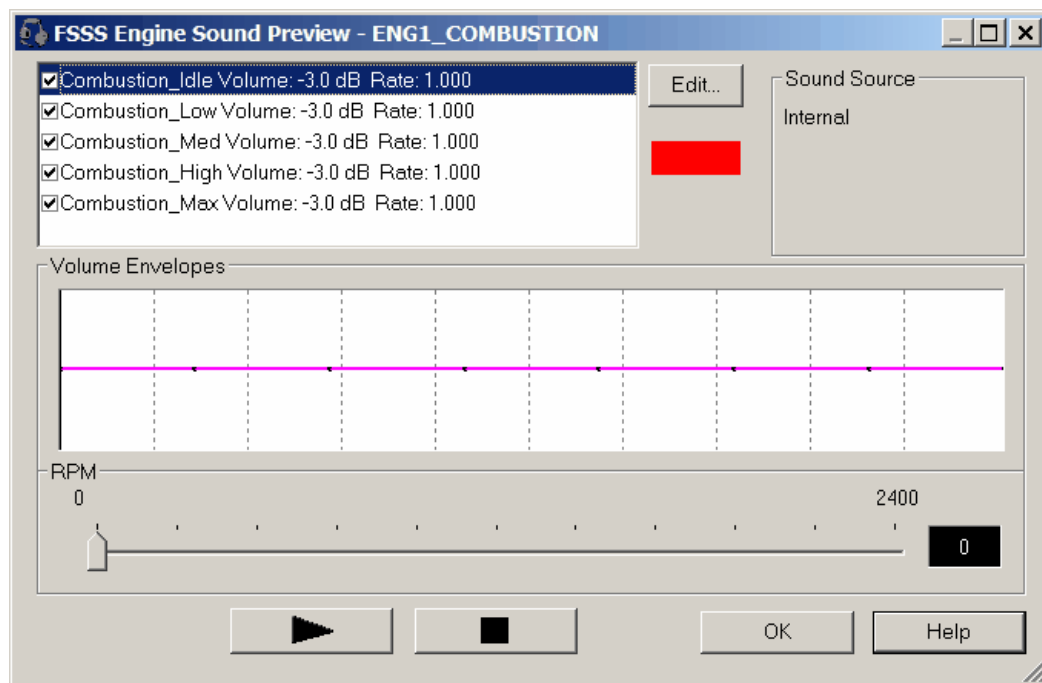 FSSS Engine Sound Preview - ENG1_COMBUSTION
Combustion_Idle Volume: -3.0 dB Rate: 1.000
Combustion_Low Volume: -3.0 dB Rate: 1.000
Combustion_Med Volume: -3.0 dB Rate: 1.000
Combustion_High Volume: -3.0 dB Rate: 1.000
Combustion_Max Volume: -3.0 dB Rate: 1.000
Edit...
Sound Source
Internal
Volume Envelopes
RPM
0 2400
0
OK Help